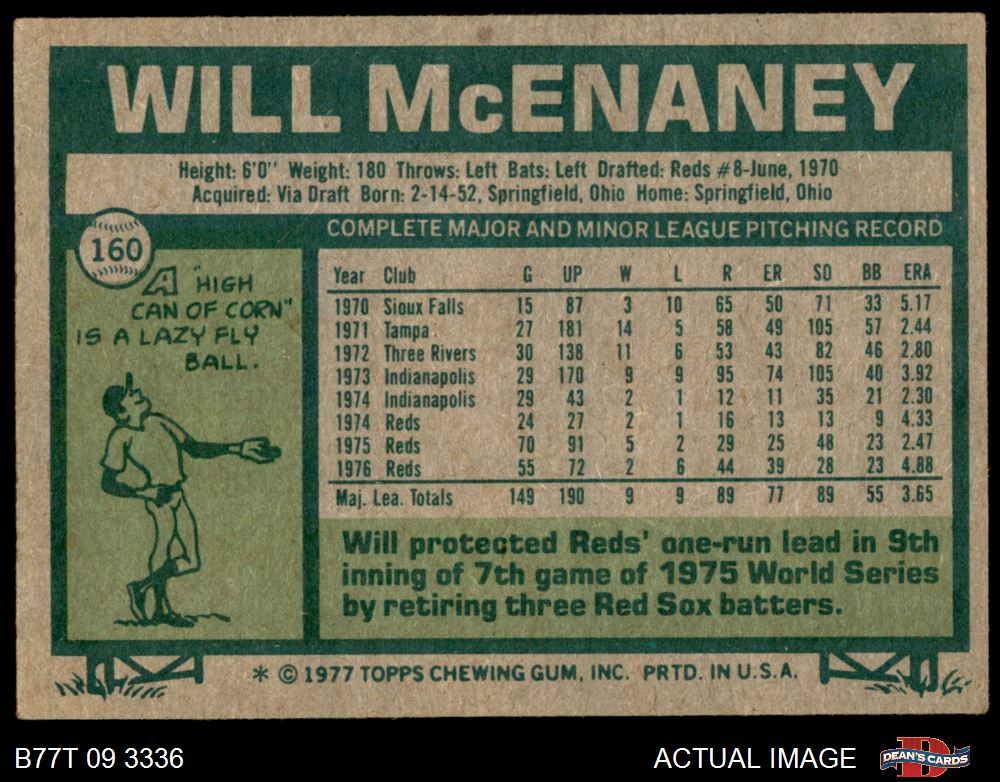 WILL McENANEY
Height: 6'0" Weight: 180 Throws: Left Bats: Left Drafted: Reds #8-June, 1970
Acquired: Via Draft Born: 2-14-52, Springfield, Ohio Home: Springfield, Ohio
160
A "HIGH
CAN OF CORN"
IS A LAZY FLY
BALL.
COMPLETE MAJOR AND MINOR LEAGUE PITCHING RECORD
Year Club G UP W L R ER SO BB ERA
1970 Sioux Falls 15 87 3 10 65 50 71 33 5.17
1971 Tampa 27 181 14 5 58 49 105 57 2.44
1972 Three Rivers 30 138 11 6 53 43 82 46 2.80
1973 Indianapolis 29 170 9 9 95 74 105 40 3.92
1974 Indianapolis 29 43 2 1 12 11 35 21 2.30
1974 Reds 24 27 2 1 16 13 13 9 4.33
1975 Reds 70 91 5 2 29 25 48 23 2.47
1976 Reds 55 72 2 6 44 39 28 23 4.88
Maj. Lea. Totals 149 190 9 9 89 77 89 55 3.65
Will protected Reds' one-run lead in 9th
inning of 7th game of 1975 World Series
by retiring three Red Sox batters.
* © 1977 TOPPS CHEWING GUM, INC. PRTD. IN U.S.A.
B77T 09 3336
ACTUAL IMAGE
DEAN'S CARDS